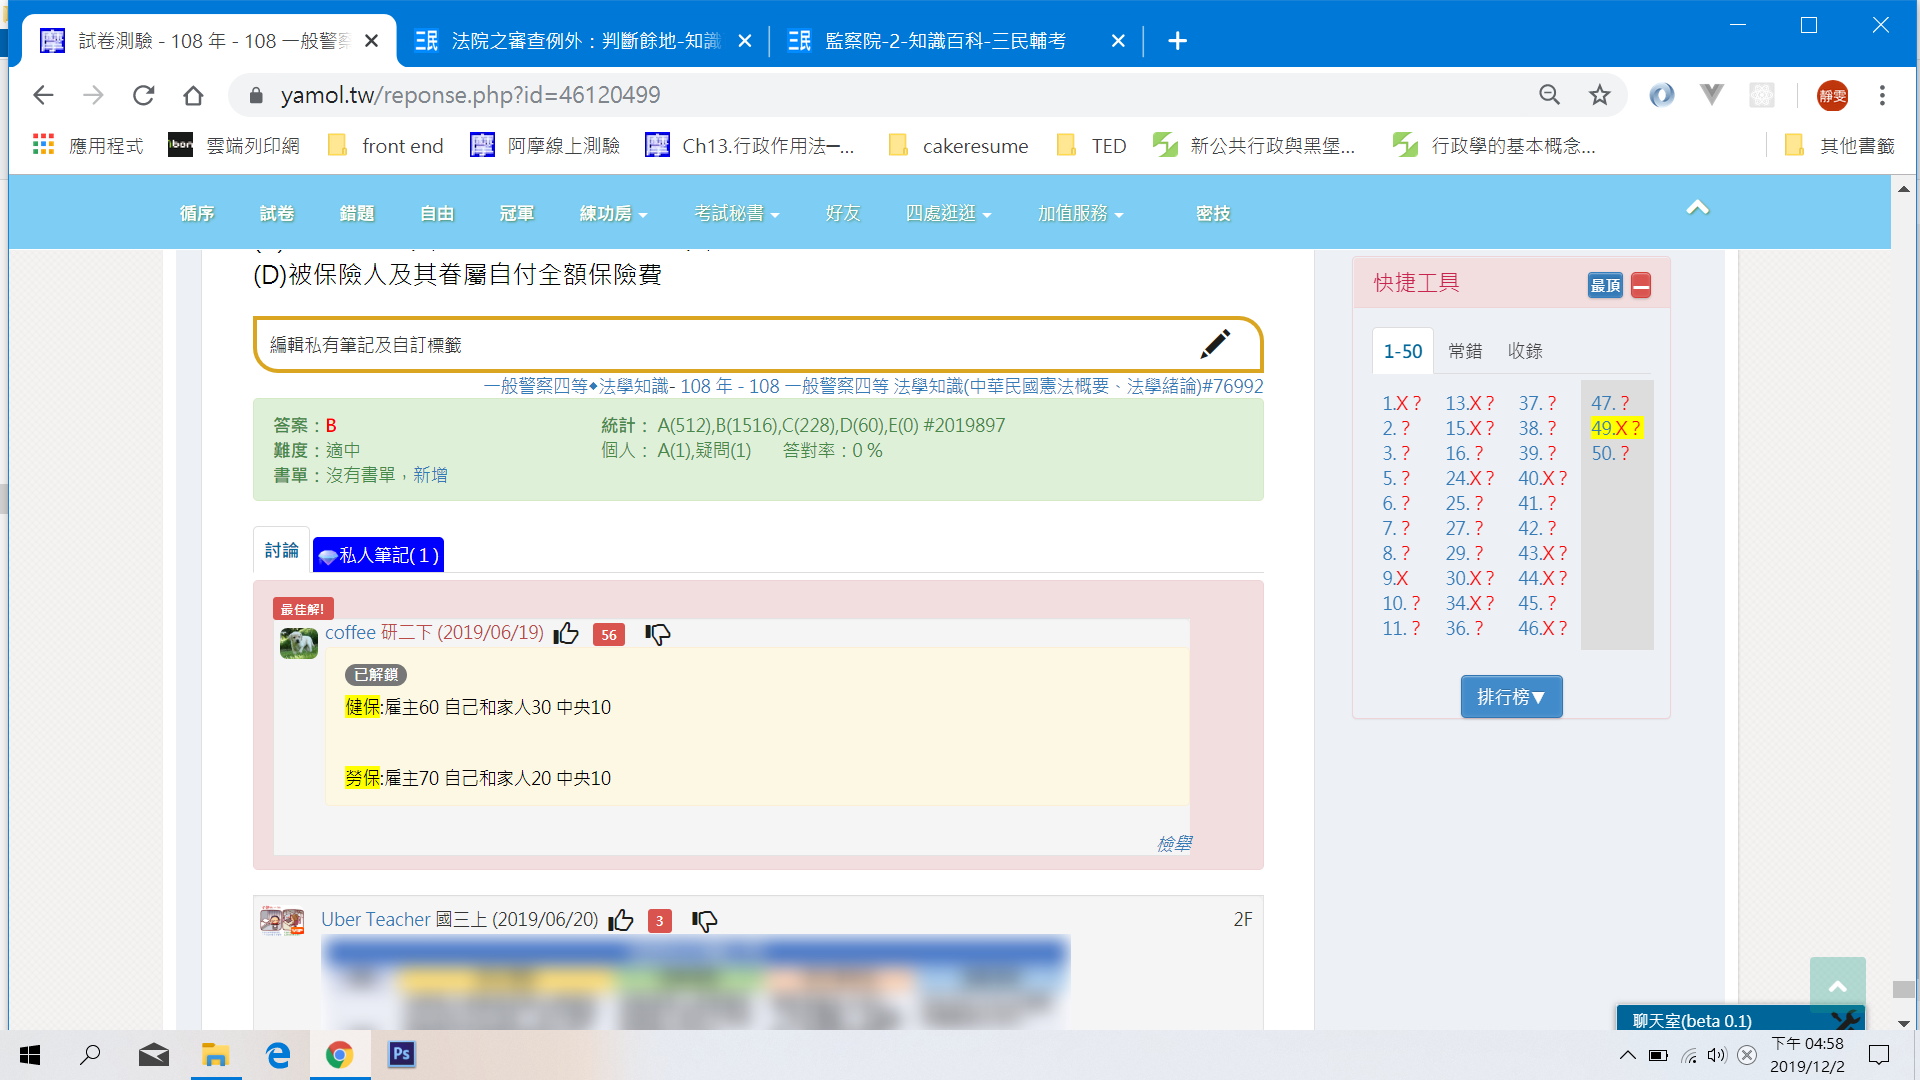 試卷測驗 - 108 年 - 108 一般警察
法院之審查例外：判斷餘地-知識
監察院-2-知識百科-三民輔考
yamol.tw/reponse.php?id=46120499
靜雯
應用程式
雲端列印網
front end
阿摩線上測驗
Ch13.行政作用法─...
cakeresume
TED
新公共行政與黑堡...
行政學的基本概念...
其他書籤
循序 試卷 錯題 自由 冠軍 練功房 考試秘書 好友 四處逛逛 加值服務 密技
(D)被保險人及其眷屬自付全額保險費
編輯私有筆記及自訂標籤
一般警察四等◆法學知識- 108 年 - 108 一般警察四等 法學知識(中華民國憲法概要、法學緒論)#76992
答案：B
難度：適中
書單：沒有書單，新增
統計： A(512),B(1516),C(228),D(60),E(0) #2019897
個人： A(1),疑問(1) 答對率：0 %
討論
私人筆記( 1 )
最佳解!
coffee 研二下 (2019/06/19) 56
已解鎖
健保:雇主60 自己和家人30 中央10
勞保:雇主70 自己和家人20 中央10
檢舉
Uber Teacher 國三上 (2019/06/20) 3
2F
快捷工具
最頂
1-50 常錯 收錄
1.X ? 13.X ? 37. ? 47. ?
2. ? 15.X ? 38. ? 49.X ?
3. ? 16. ? 39. ? 50. ?
5. ? 24.X ? 40.X ?
6. ? 25. ? 41. ?
7. ? 27. ? 42. ?
8. ? 29. ? 43.X ?
9.X 30.X ? 44.X ?
10. ? 34.X ? 45. ?
11. ? 36. ? 46.X ?
排行榜▼
聊天室(beta 0.1)
Ps
下午 04:58
2019/12/2